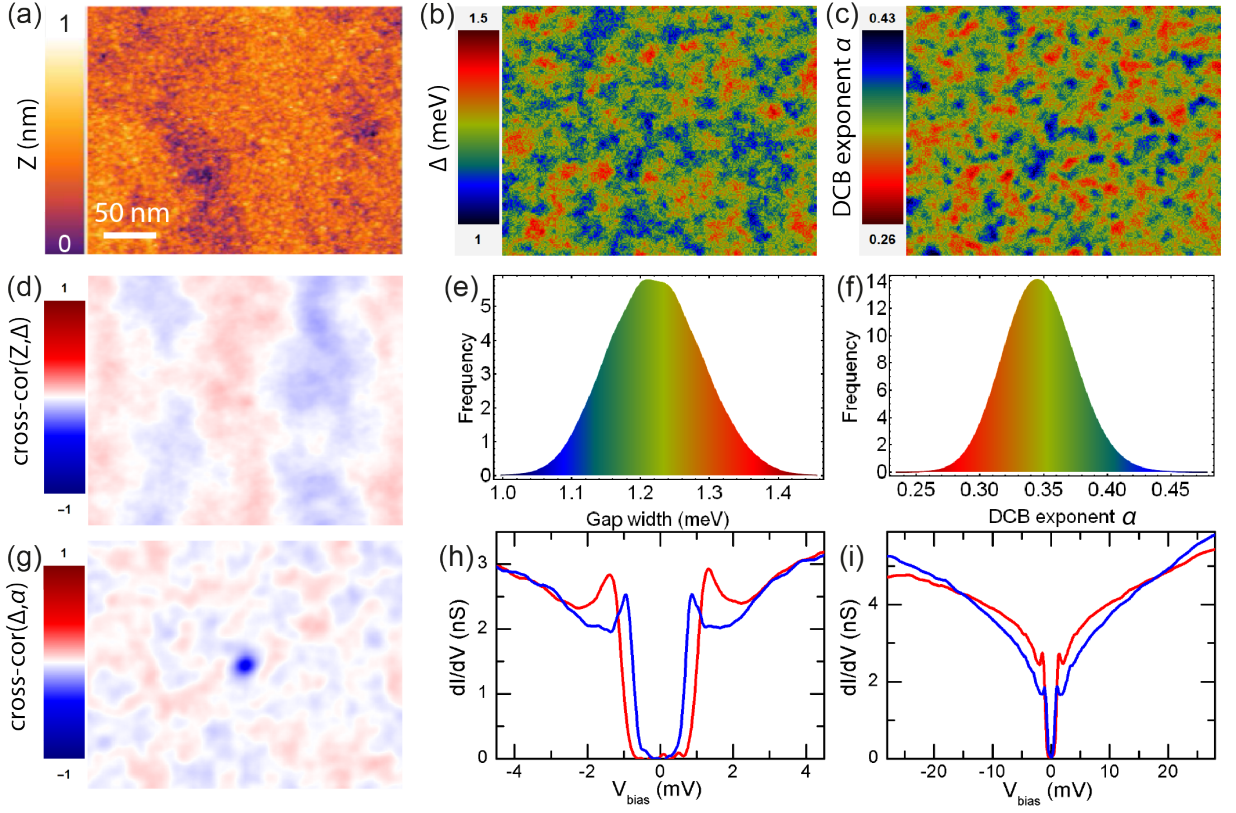 (a)
1
Z (nm)
0
50 nm
(b)
1.5
Δ (meV)
1
(c)
0.43
DCB exponent α
0.26
(d)
1
cross-cor(Z,Δ)
−1
(e)
5
4
3
2
1
0
Frequency
1.0 1.1 1.2 1.3 1.4
Gap width (meV)
(f)
14
12
10
8
6
4
2
0
Frequency
0.25 0.30 0.35 0.40 0.45
DCB exponent α
(g)
1
cross-cor(Δ,α)
−1
(h)
3
2
1
0
dI/dV (nS)
-4 -2 0 2 4
Vbias (mV)
(i)
4
2
0
dI/dV (nS)
-20 -10 0 10 20
Vbias (mV)